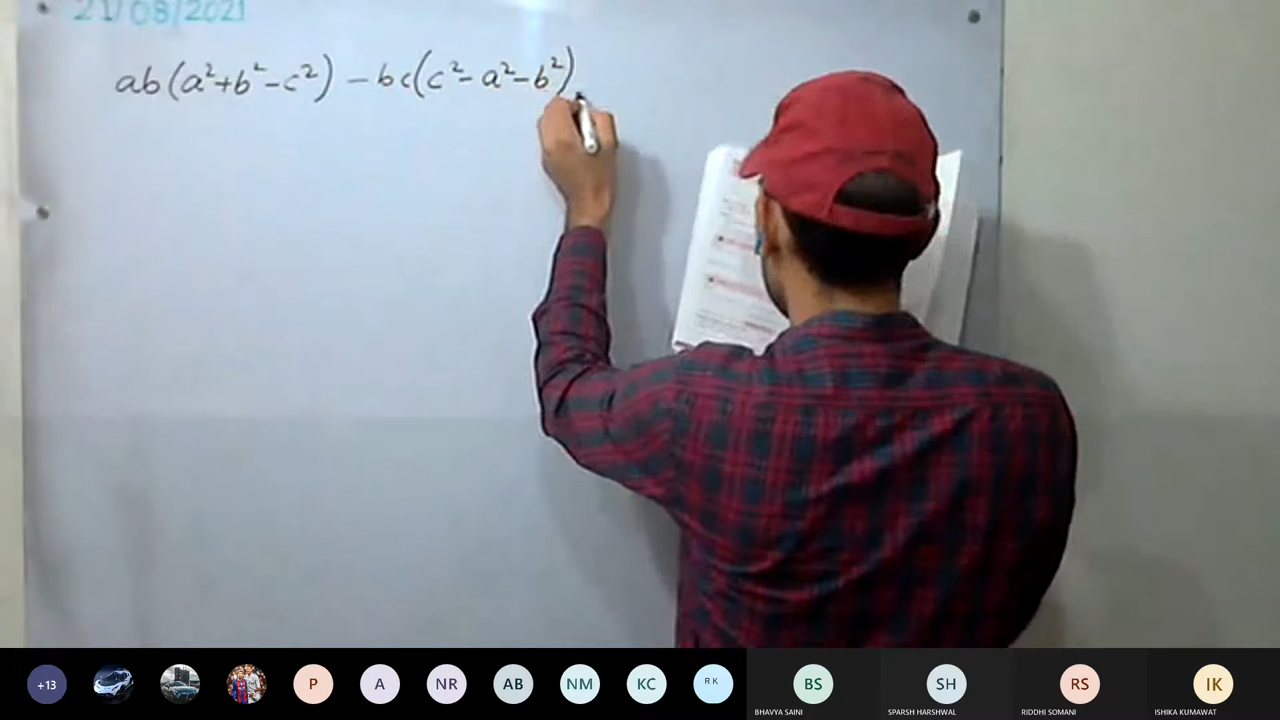 21/08/2021
ab(a²+b²-c²) - bc(c²-a²-b²)
+13
P
A
NR
AB
NM
KC
R K
BS
SH
RS
IK
BHAVYA SAINI
SPARSH HARSHWAL
RIDDHI SOMANI
ISHIKA KUMAWAT